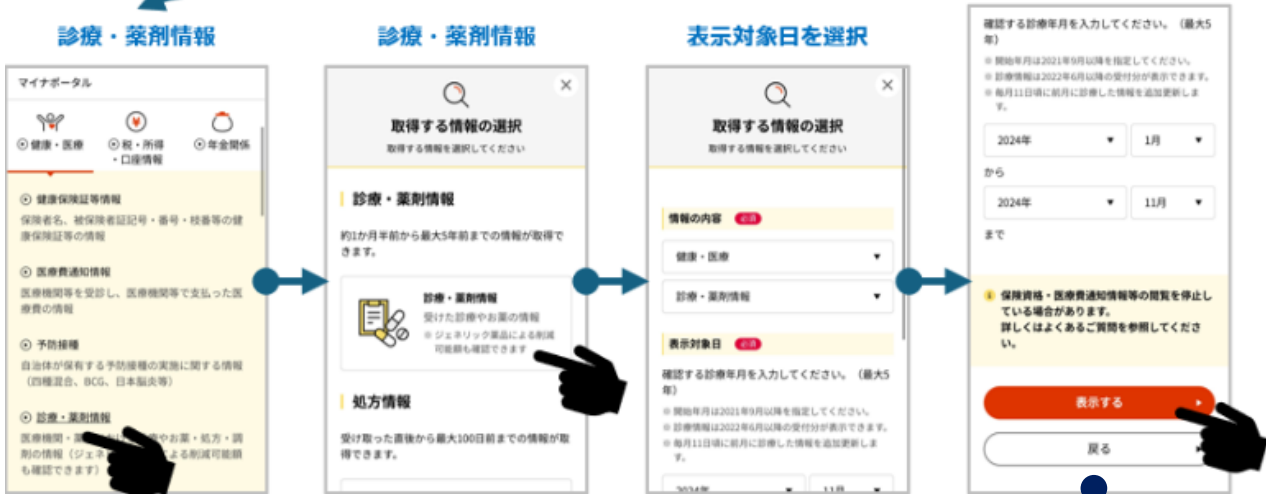 診療・薬剤情報
マイナポータル
健康・医療
税・所得
・口座情報
年金関係
健康保険証等情報
保険者名、被保険者証記号・番号・枝番等の健
康保険証等の情報
医療費通知情報
医療機関等を受診し、医療機関等で支払った医
療費の情報
予防接種
自治体が保有する予防接種の実施に関する情報
（四種混合、BCG、日本脳炎等）
診療・薬剤情報
医療機関・薬
療やお薬・処方・調
剤の情報（ジェネ
よる削減可能額
も確認できます）
診療・薬剤情報
取得する情報の選択
取得する情報を選択してください
診療・薬剤情報
約1か月半前から最大5年前までの情報が取得で
きます。
診療・薬剤情報
受けた診療やお薬の情報
※ ジェネリック薬品による削減
可能額も確認できます
処方情報
受け取った直後から最大100日前までの情報が取
得できます。
表示対象日を選択
取得する情報の選択
取得する情報を選択してください
情報の内容 必須
健康・医療
診療・薬剤情報
表示対象日 必須
確認する診療年月を入力してください。（最大5
年）
※ 開始年月は2021年9月以降を指定してください。
※ 診療情報は2022年6月以降の受付分が表示できます。
※ 毎月11日頃に前月に診療した情報を追加更新しま
す。
2024年 11月
確認する診療年月を入力してください。（最大5
年）
※ 開始年月は2021年9月以降を指定してください。
※ 診療情報は2022年6月以降の受付分が表示できます。
※ 毎月11日頃に前月に診療した情報を追加更新しま
す。
2024年 1月
から
2024年 11月
まで
保険資格・医療費通知情報等の閲覧を停止し
ている場合があります。
詳しくはよくあるご質問を参照してくださ
い。
表示する
戻る